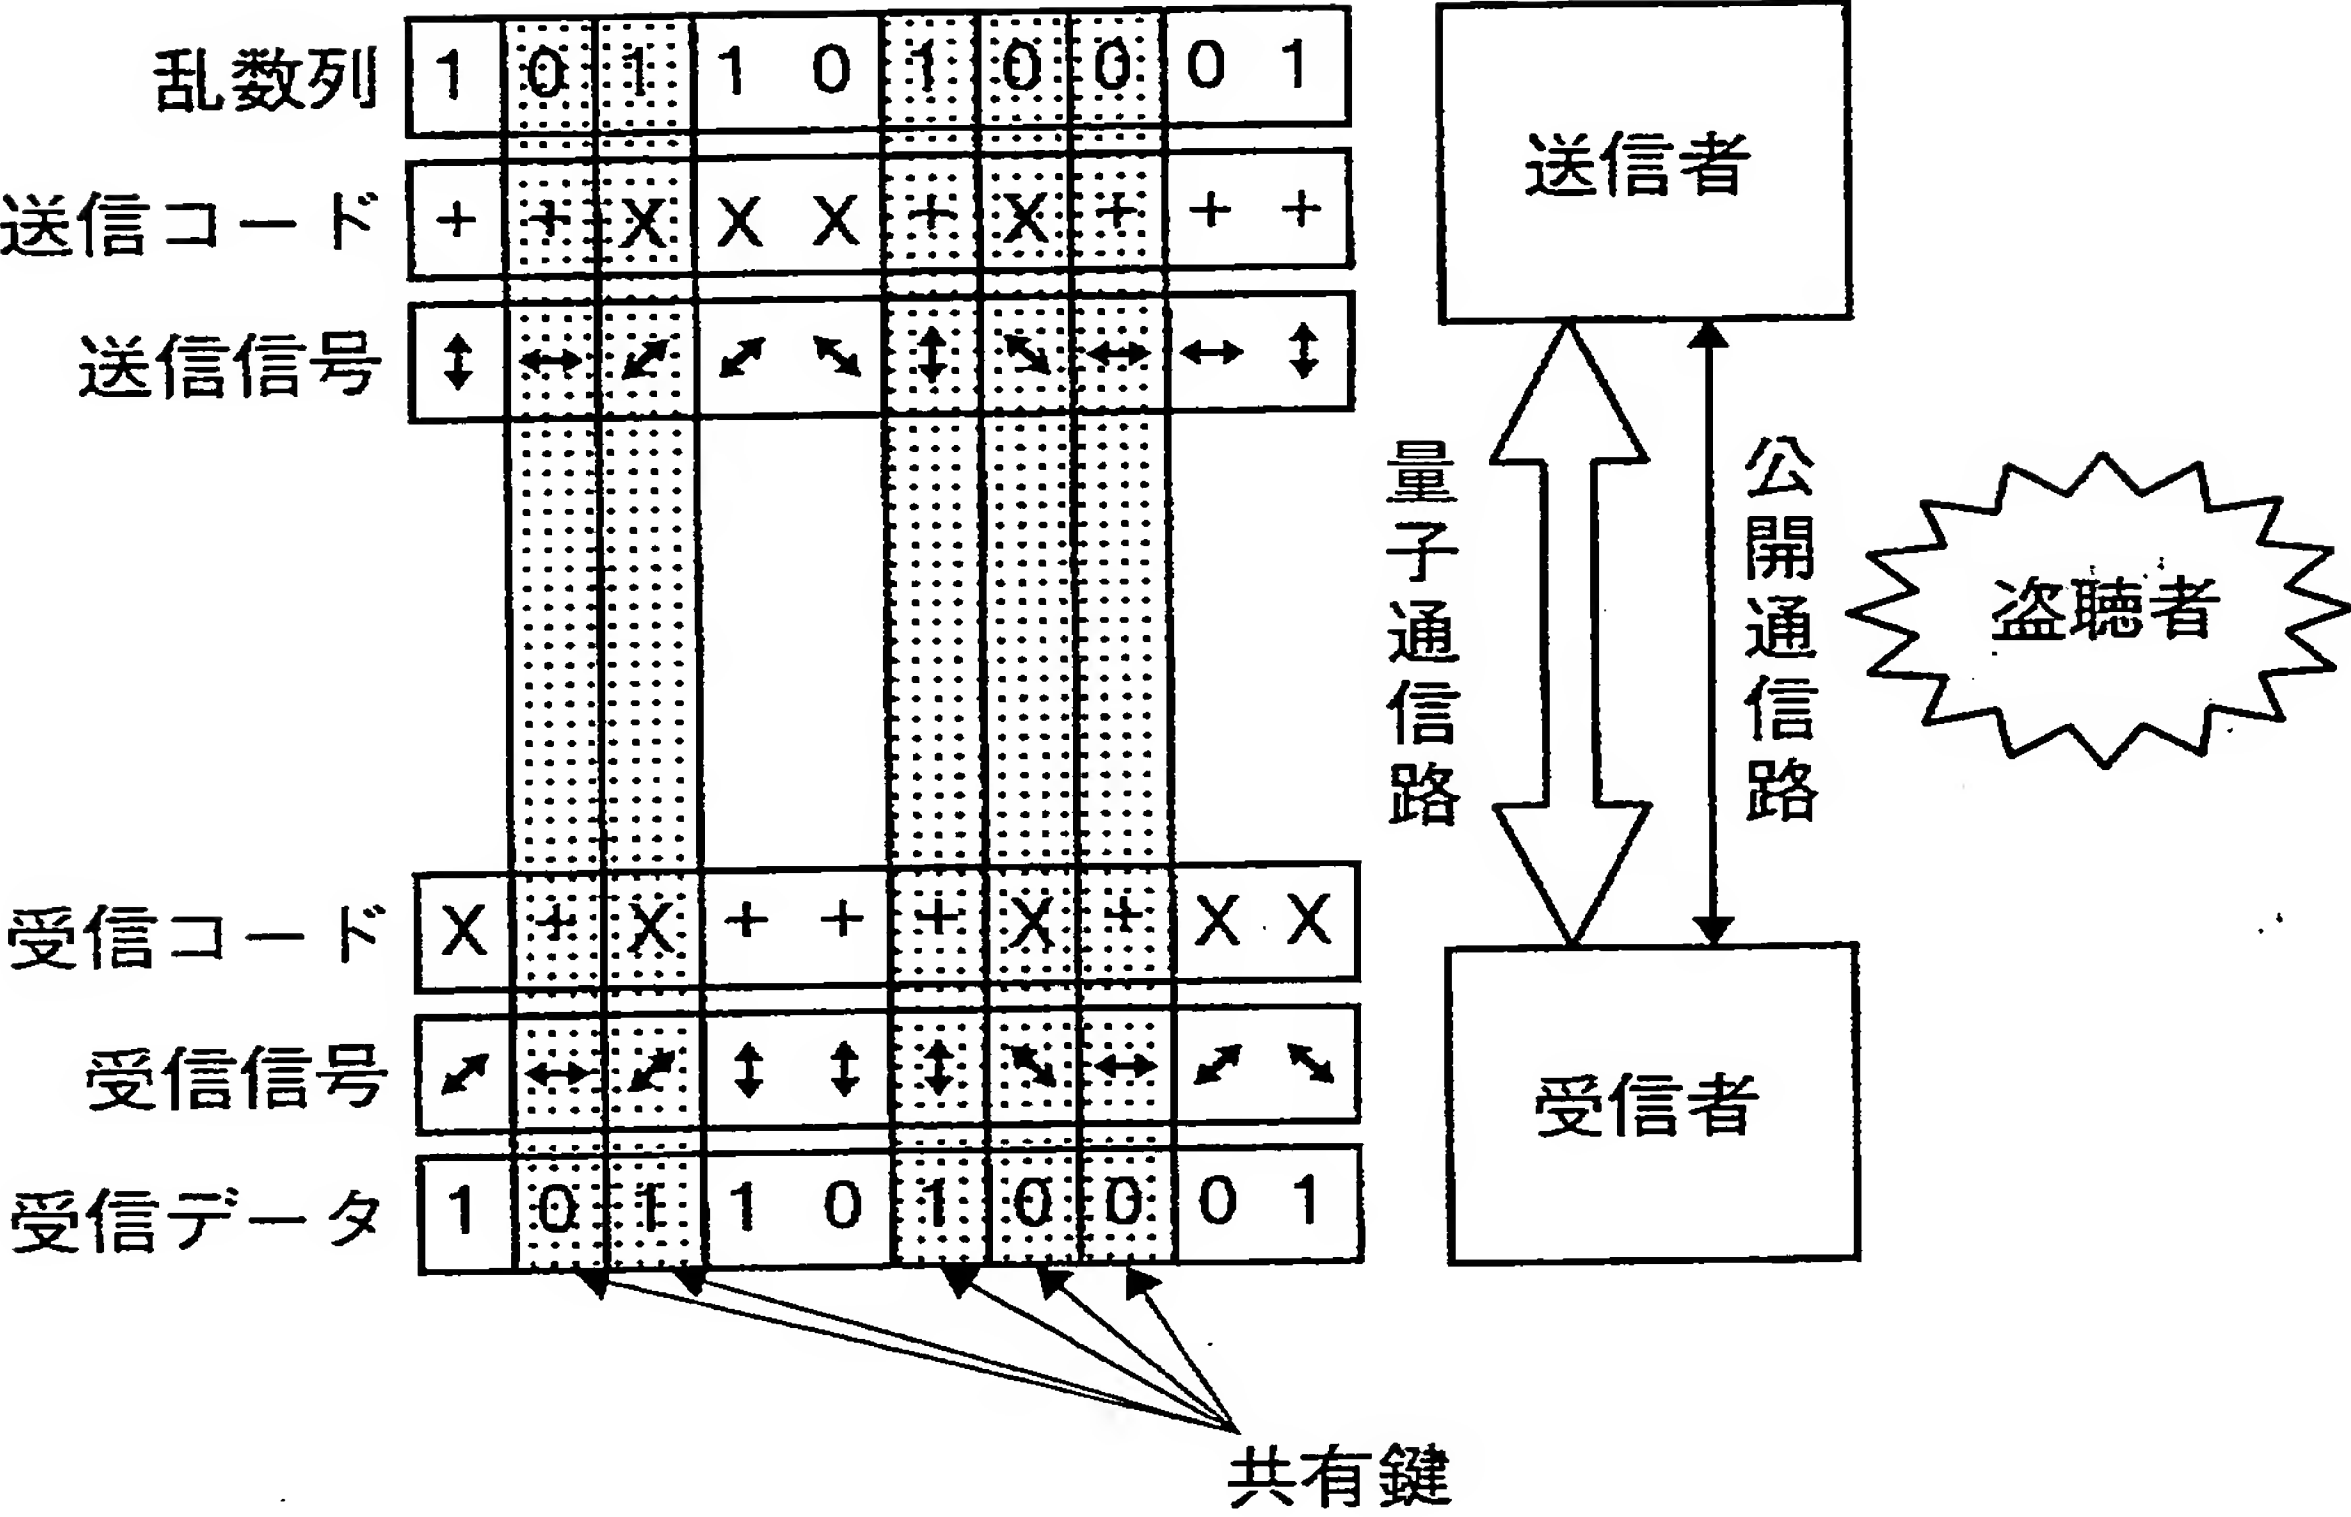 乱数列 1 0 1 1 0 1 0 0 0 1
送信コード + + X X X + X + + +
送信信号 ↕ ↔ ⤢ ⤢ ⤡ ↕ ⤡ ↔ ↔ ↕
受信コード X + X + + + X + X X
受信信号 ⤢ ↔ ⤢ ↕ ↕ ↕ ⤡ ↔ ⤢ ⤡
受信データ 1 0 1 1 0 1 0 0 0 1
共有鍵
送信者
量子通信路
公開通信路
盗聴者
受信者